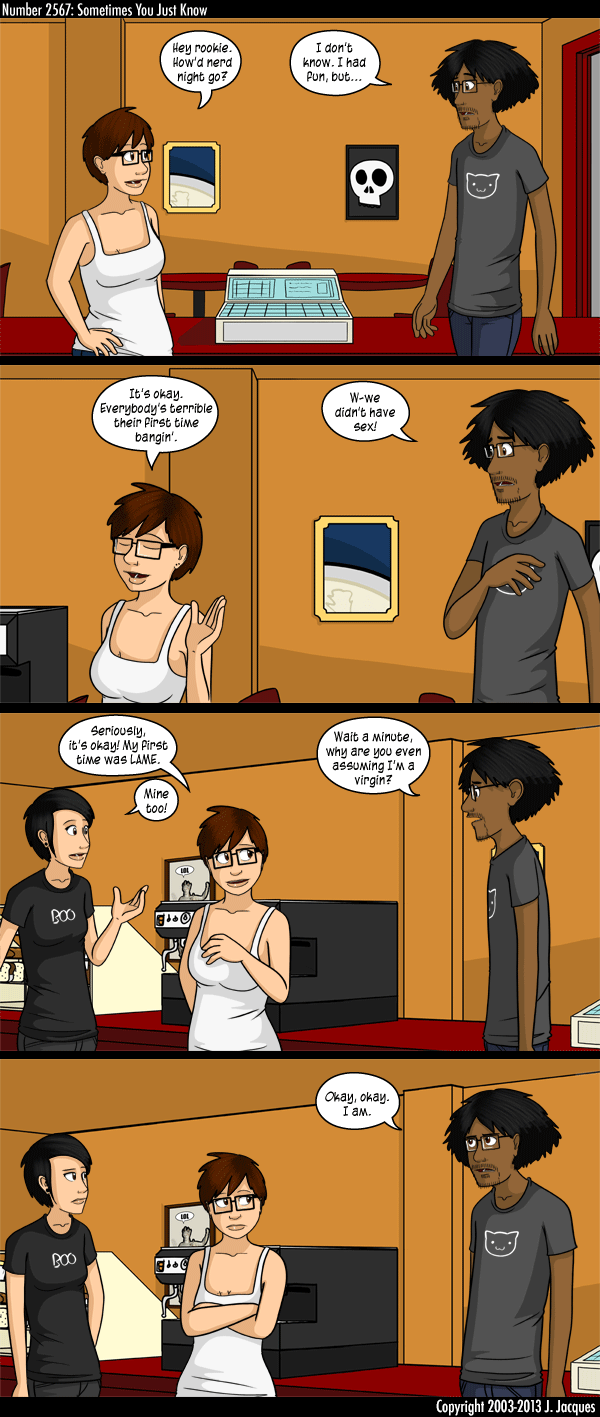 Number 2567: Sometimes You Just Know
Hey rookie.
How'd nerd
night go?
I don't
know. I had
fun, but...
It's okay.
Everybody's terrible
their first time
bangin'.
W-we
didn't have
sex!
Seriously,
it's okay! My first
time was LAME.
Mine
too!
Wait a minute,
why are you even
assuming I'm a
virgin?
BOO
LOL
Okay, okay.
I am.
BOO
LOL
Copyright 2003-2013 J. Jacques